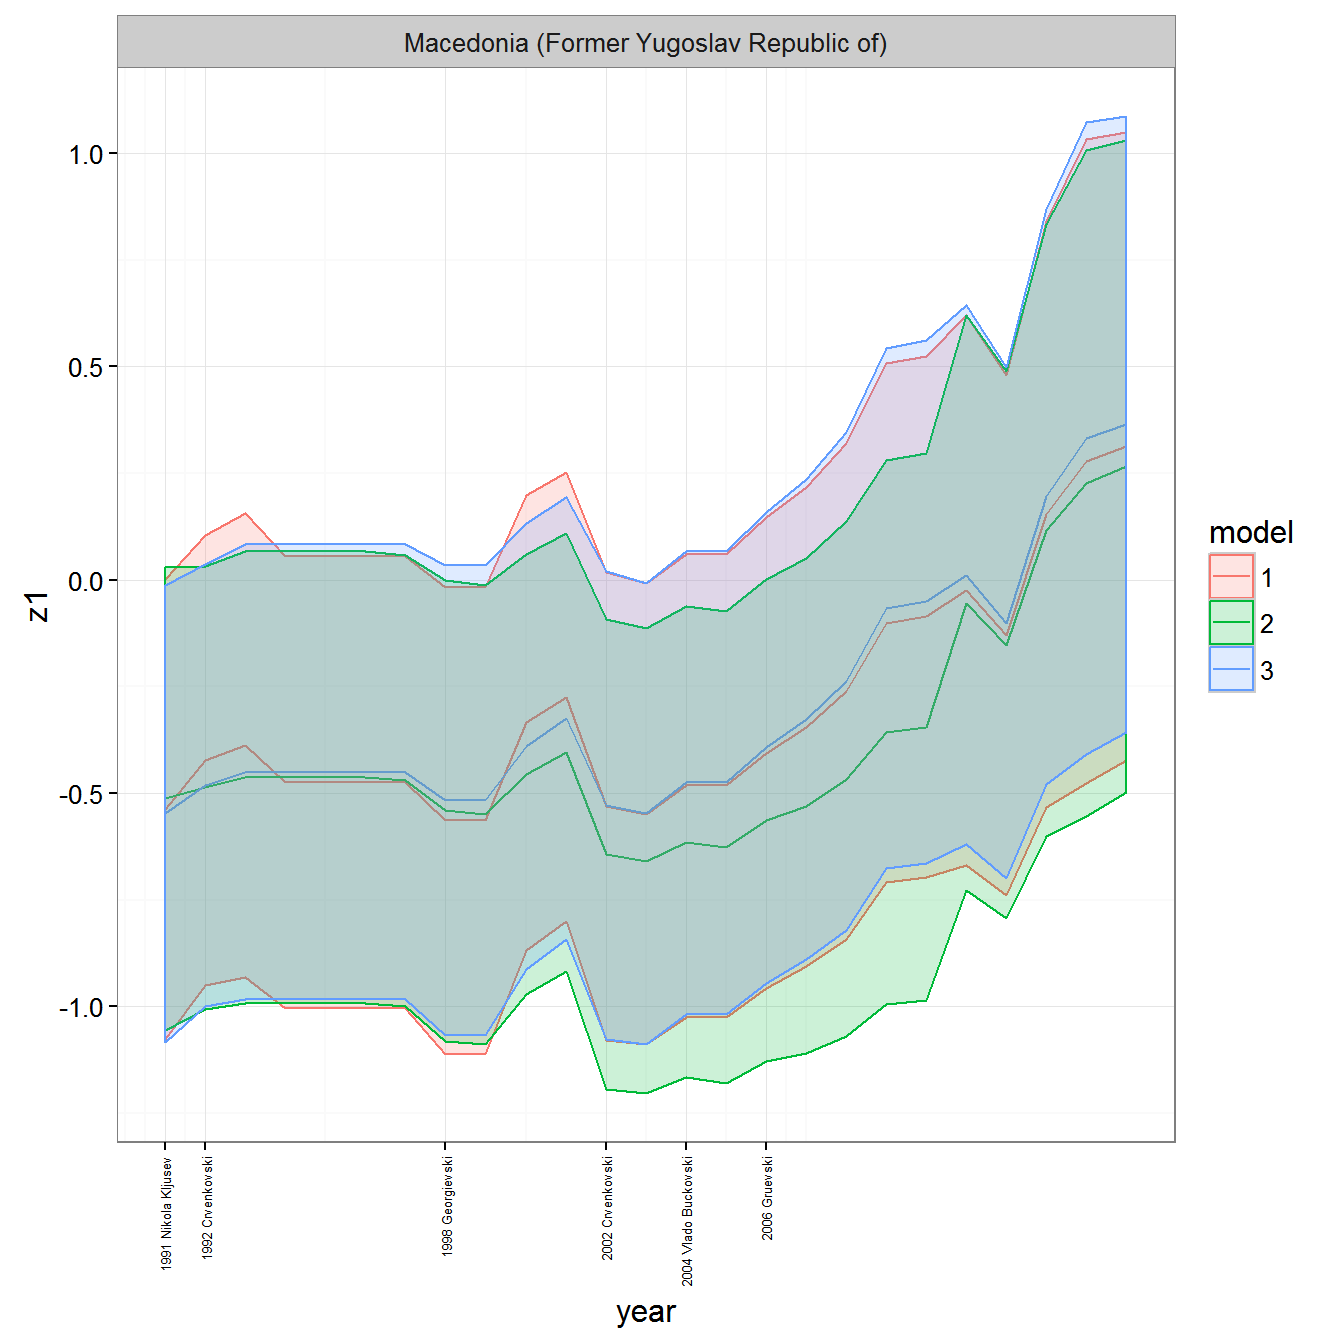 Macedonia (Former Yugoslav Republic of)
1.0
0.5
0.0
-0.5
-1.0
z1
1991 Nikola Kljusev
1992 Crvenkovski
1998 Georgievski
2002 Crvenkovski
2004 Vlado Buckovski
2006 Gruevski
year
model
1
2
3